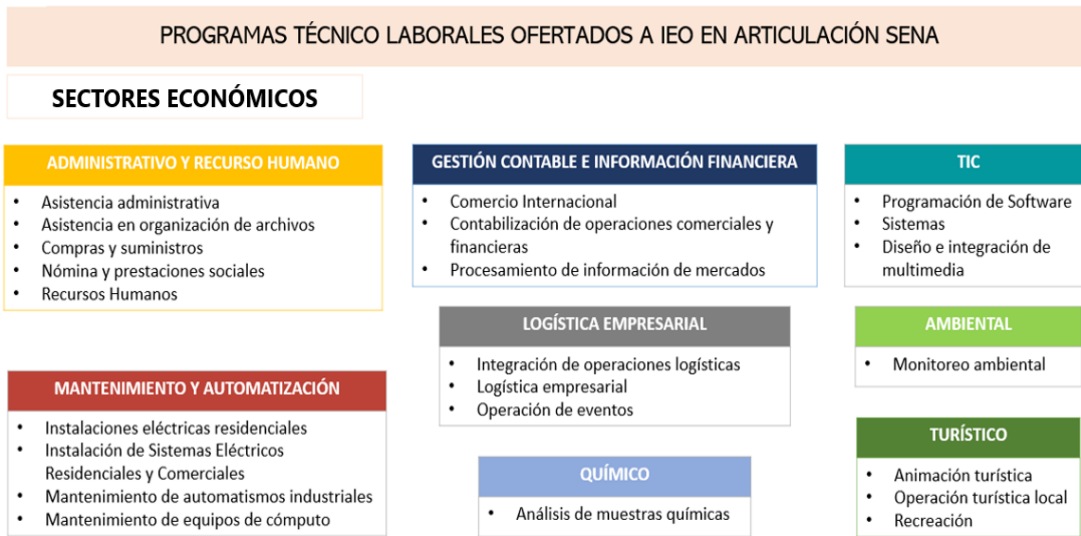 PROGRAMAS TÉCNICO LABORALES OFERTADOS A IEO EN ARTICULACIÓN SENA
SECTORES ECONÓMICOS
ADMINISTRATIVO Y RECURSO HUMANO
• Asistencia administrativa
• Asistencia en organización de archivos
• Compras y suministros
• Nómina y prestaciones sociales
• Recursos Humanos
GESTIÓN CONTABLE E INFORMACIÓN FINANCIERA
• Comercio Internacional
• Contabilización de operaciones comerciales y
financieras
• Procesamiento de información de mercados
TIC
• Programación de Software
• Sistemas
• Diseño e integración de
multimedia
LOGÍSTICA EMPRESARIAL
• Integración de operaciones logísticas
• Logística empresarial
• Operación de eventos
AMBIENTAL
• Monitoreo ambiental
MANTENIMIENTO Y AUTOMATIZACIÓN
• Instalaciones eléctricas residenciales
• Instalación de Sistemas Eléctricos
Residenciales y Comerciales
• Mantenimiento de automatismos industriales
• Mantenimiento de equipos de cómputo
QUÍMICO
• Análisis de muestras químicas
TURÍSTICO
• Animación turística
• Operación turística local
• Recreación